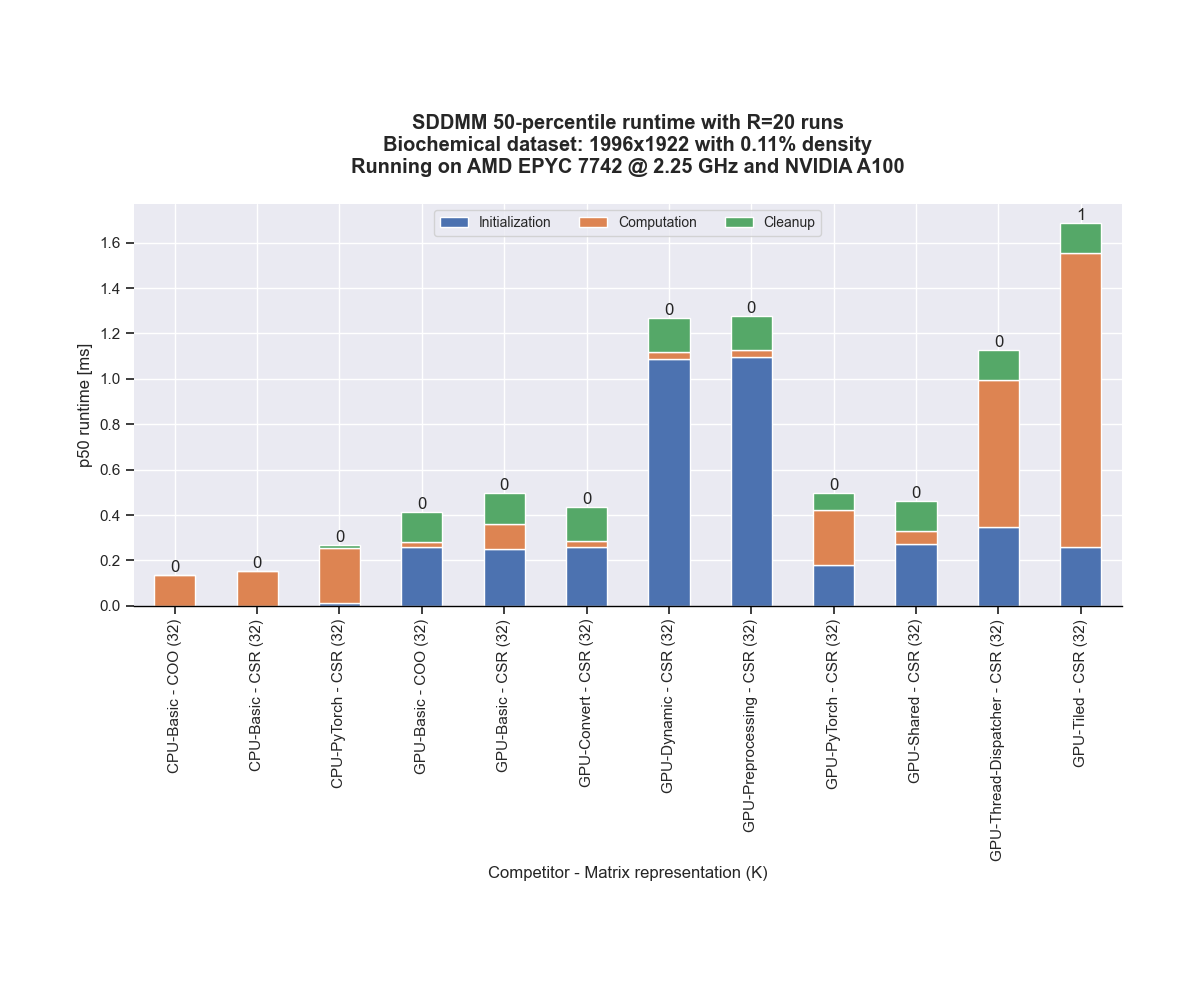 SDDMM 50-percentile runtime with R=20 runs
Biochemical dataset: 1996x1922 with 0.11% density
Running on AMD EPYC 7742 @ 2.25 GHz and NVIDIA A100
Initialization
Computation
Cleanup
p50 runtime [ms]
1.6
1.4
1.2
1.0
0.8
0.6
0.4
0.2
0.0
0
0
0
0
0
0
0
0
0
0
0
1
CPU-Basic - COO (32)
CPU-Basic - CSR (32)
CPU-PyTorch - CSR (32)
GPU-Basic - COO (32)
GPU-Basic - CSR (32)
GPU-Convert - CSR (32)
GPU-Dynamic - CSR (32)
GPU-Preprocessing - CSR (32)
GPU-PyTorch - CSR (32)
GPU-Shared - CSR (32)
GPU-Thread-Dispatcher - CSR (32)
GPU-Tiled - CSR (32)
Competitor - Matrix representation (K)